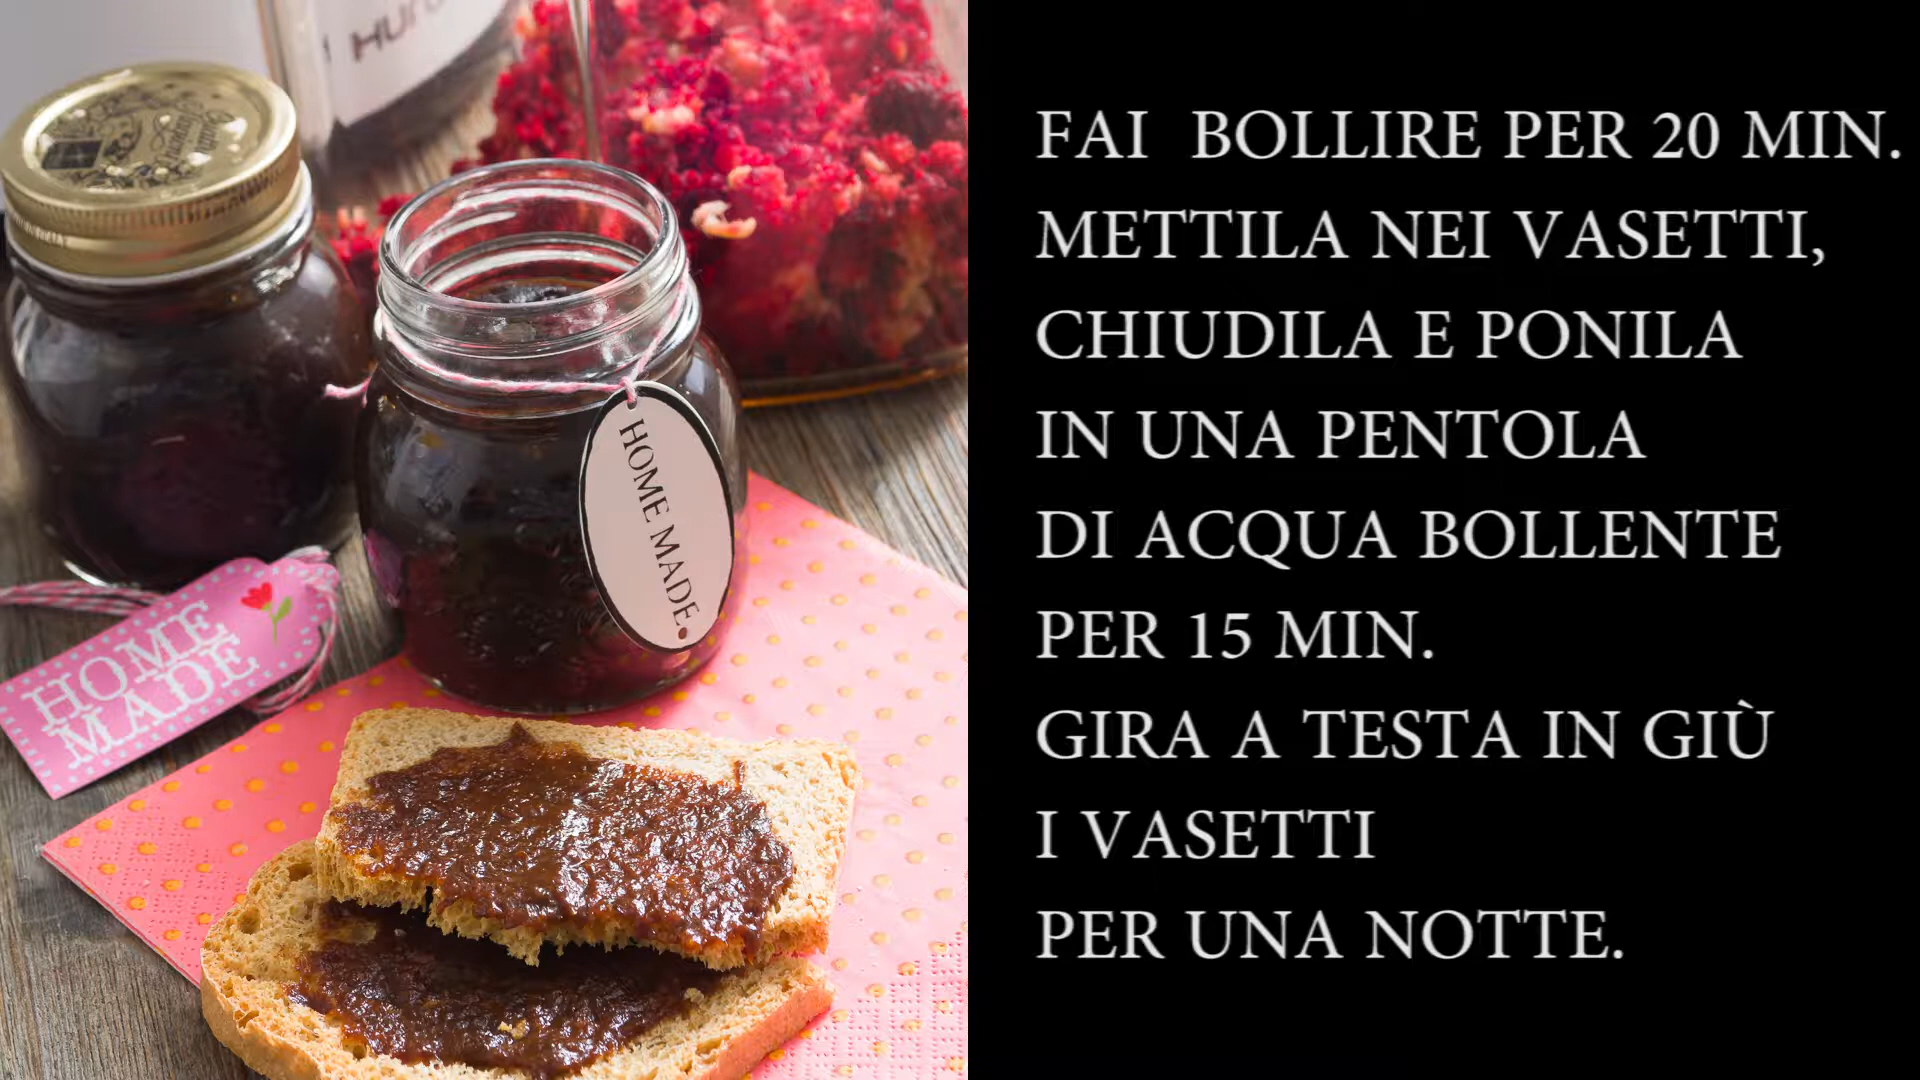 FAI BOLLIRE PER 20 MIN.
METTILA NEI VASETTI,
CHIUDILA E PONILA
IN UNA PENTOLA
DI ACQUA BOLLENTE
PER 15 MIN.
GIRA A TESTA IN GIÙ
I VASETTI
PER UNA NOTTE.
HOME MADE
HOME
MADE